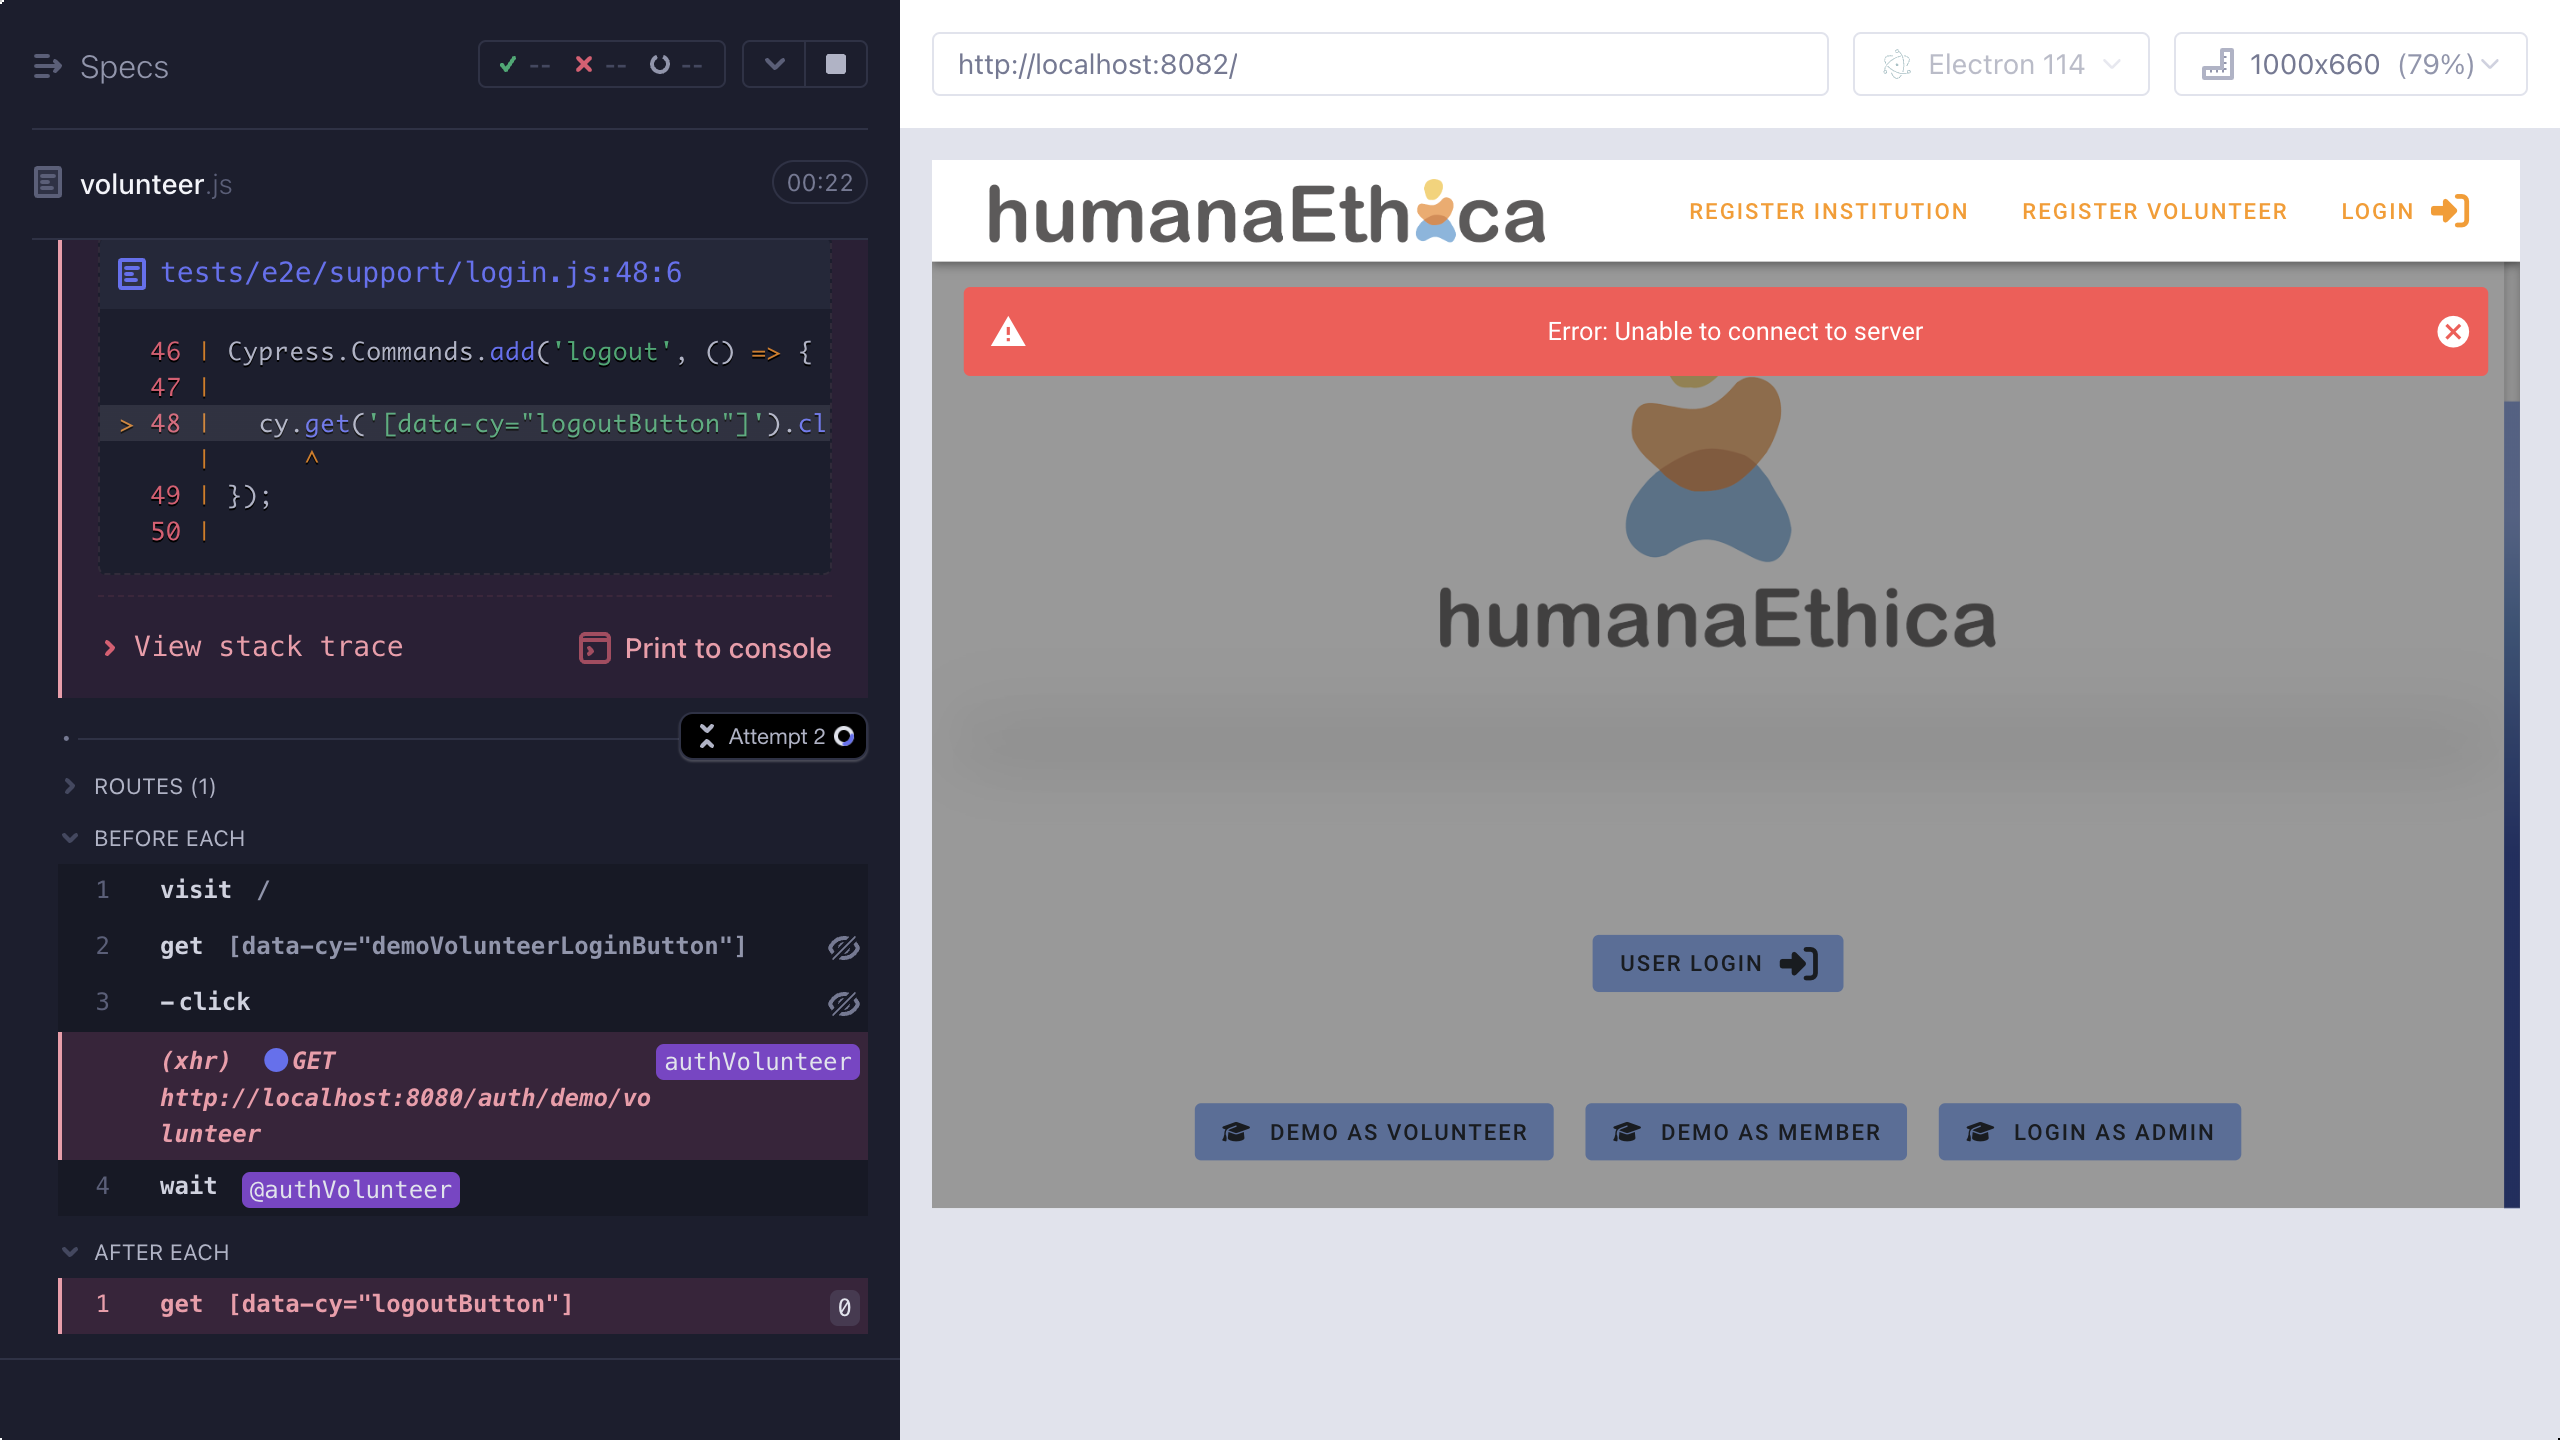 Specs
-- -- --
volunteer.js
00:22
tests/e2e/support/login.js:48:6
46 | Cypress.Commands.add('logout', () => {
47 |
> 48 |   cy.get('[data-cy="logoutButton"]').cl
|      ^
49 | });
50 |
View stack trace
Print to console
Attempt 2
ROUTES (1)
BEFORE EACH
1 visit /
2 get [data-cy="demoVolunteerLoginButton"]
3 -click
(xhr) GET authVolunteer
http://localhost:8080/auth/demo/vo
lunteer
4 wait @authVolunteer
AFTER EACH
1 get [data-cy="logoutButton"] 0
http://localhost:8082/
Electron 114
1000x660 (79%)
humanaEthica
REGISTER INSTITUTION
REGISTER VOLUNTEER
LOGIN
Error: Unable to connect to server
humanaEthica
USER LOGIN
DEMO AS VOLUNTEER
DEMO AS MEMBER
LOGIN AS ADMIN